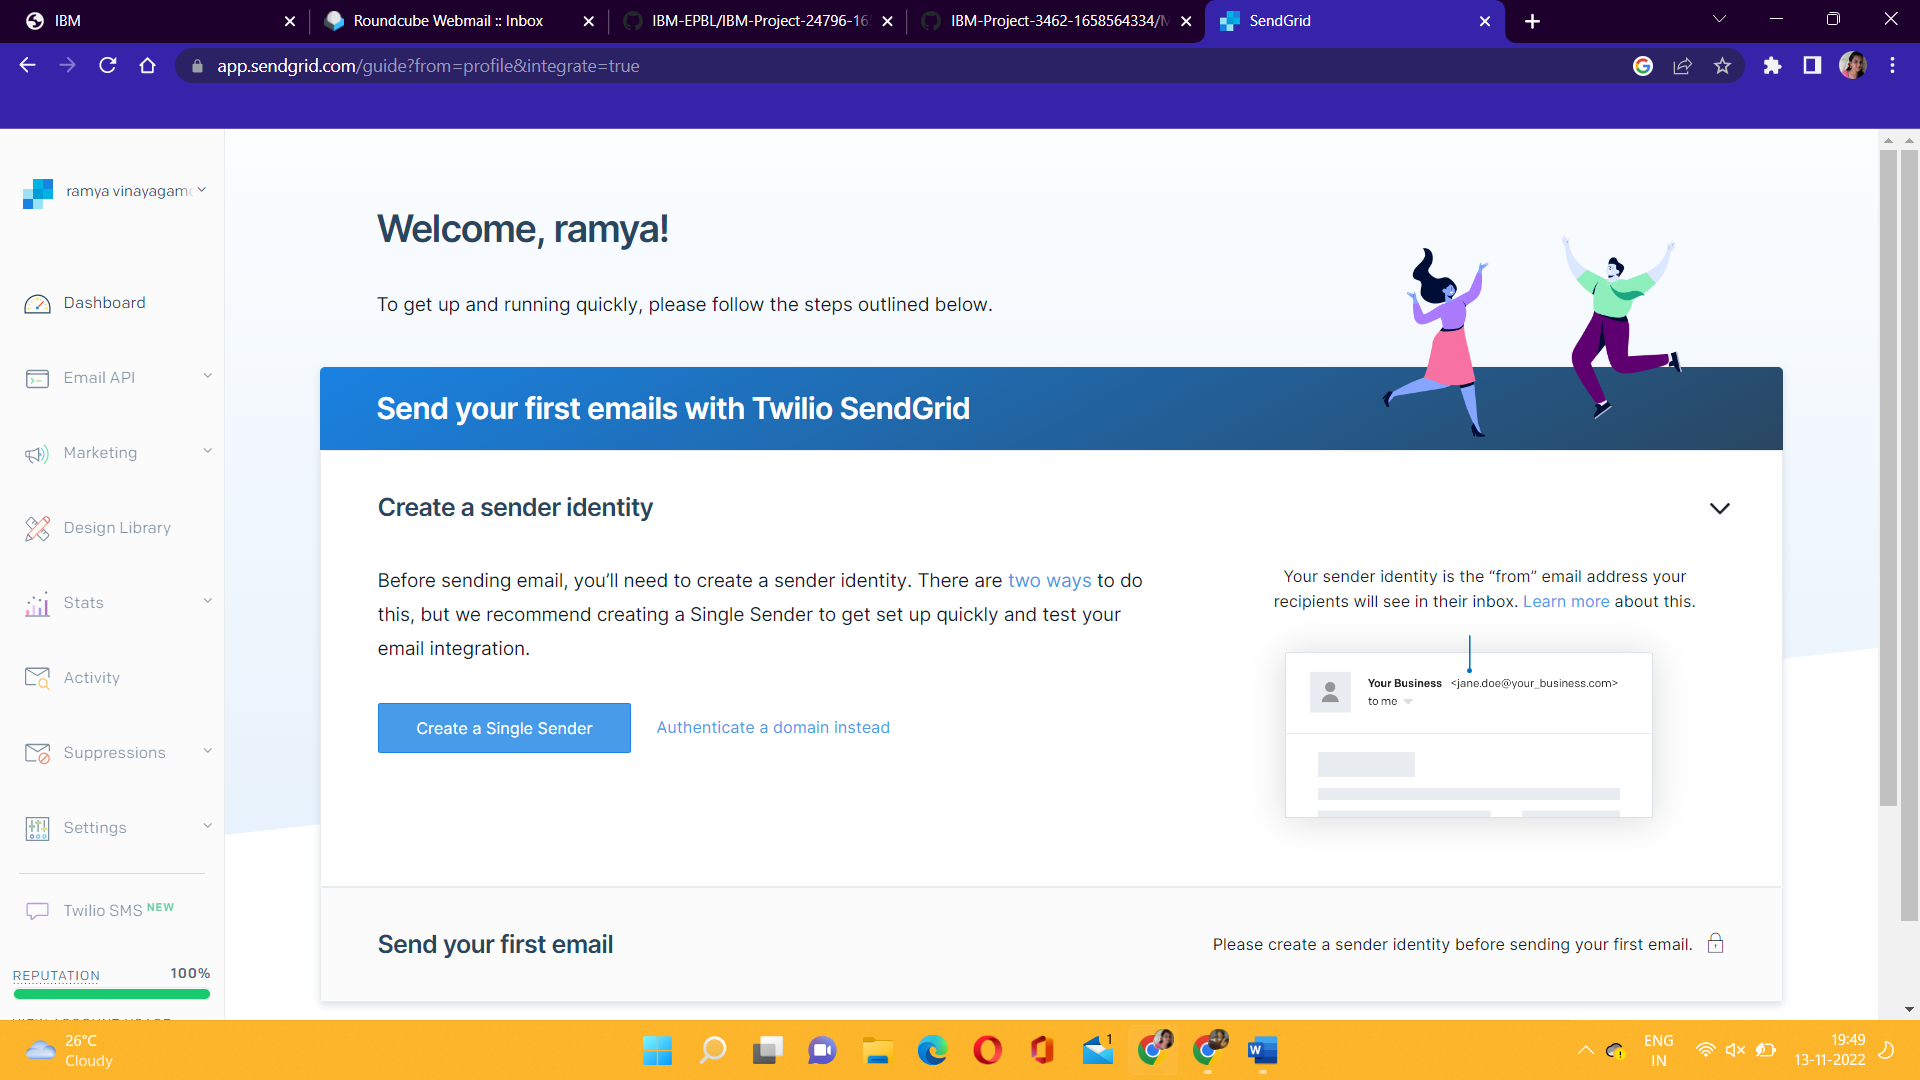 IBM
Roundcube Webmail :: Inbox
IBM-EPBL/IBM-Project-24796-16
IBM-Project-3462-1658564334/
SendGrid
app.sendgrid.com/guide?from=profile&integrate=true
ramya vinayagam
Dashboard
Email API
Marketing
Design Library
Stats
Activity
Suppressions
Settings
Twilio SMS NEW
REPUTATION 100%
Welcome, ramya!
To get up and running quickly, please follow the steps outlined below.
Send your first emails with Twilio SendGrid
Create a sender identity
Before sending email, you’ll need to create a sender identity. There are two ways to do
this, but we recommend creating a Single Sender to get set up quickly and test your
email integration.
Create a Single Sender
Authenticate a domain instead
Your sender identity is the “from” email address your
recipients will see in their inbox. Learn more about this.
Your Business <jane.doe@your_business.com>
to me
Send your first email
Please create a sender identity before sending your first email.
26°C
Cloudy
1
ENG
IN
19:49
13-11-2022